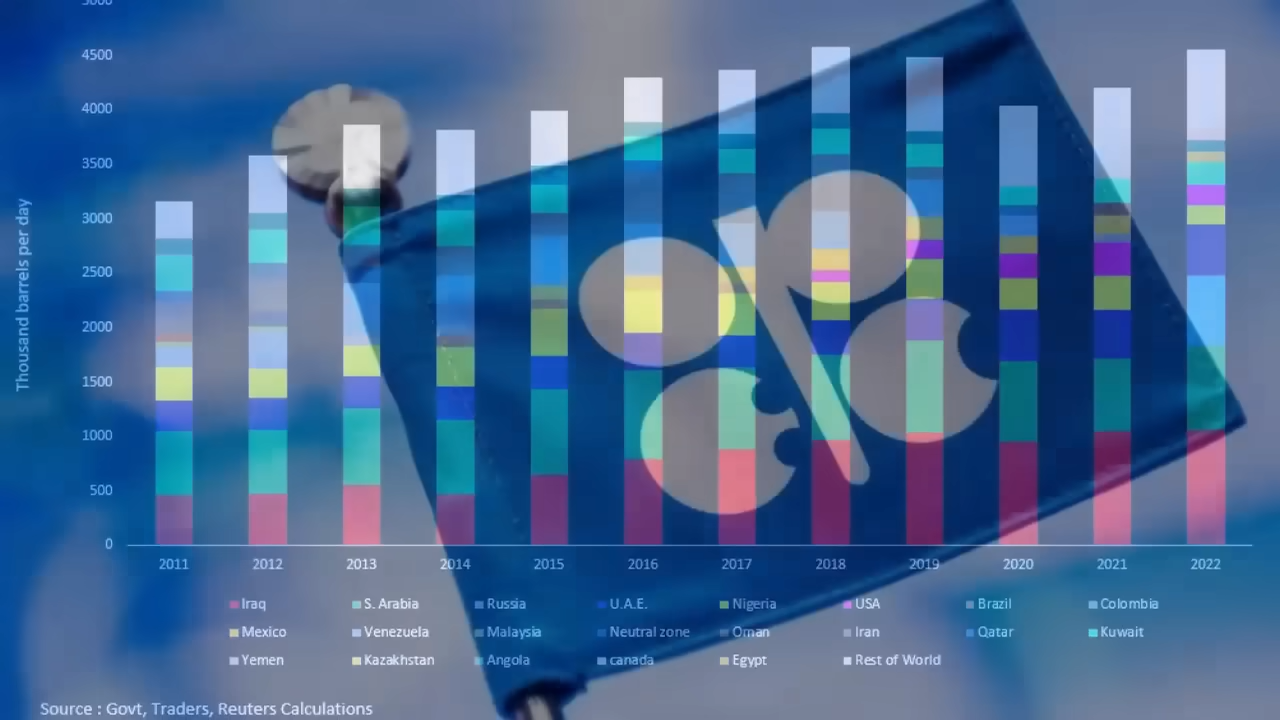 5000
4500
4000
3500
3000
2500
2000
1500
1000
500
0
Thousand barrels per day
2011 2012 2013 2014 2015 2016 2017 2018 2019 2020 2021 2022
Iraq S. Arabia Russia U.A.E. Nigeria USA Brazil Colombia
Mexico Venezuela Malaysia Neutral zone Oman Iran Qatar Kuwait
Yemen Kazakhstan Angola canada Egypt Rest of World
Source : Govt, Traders, Reuters Calculations